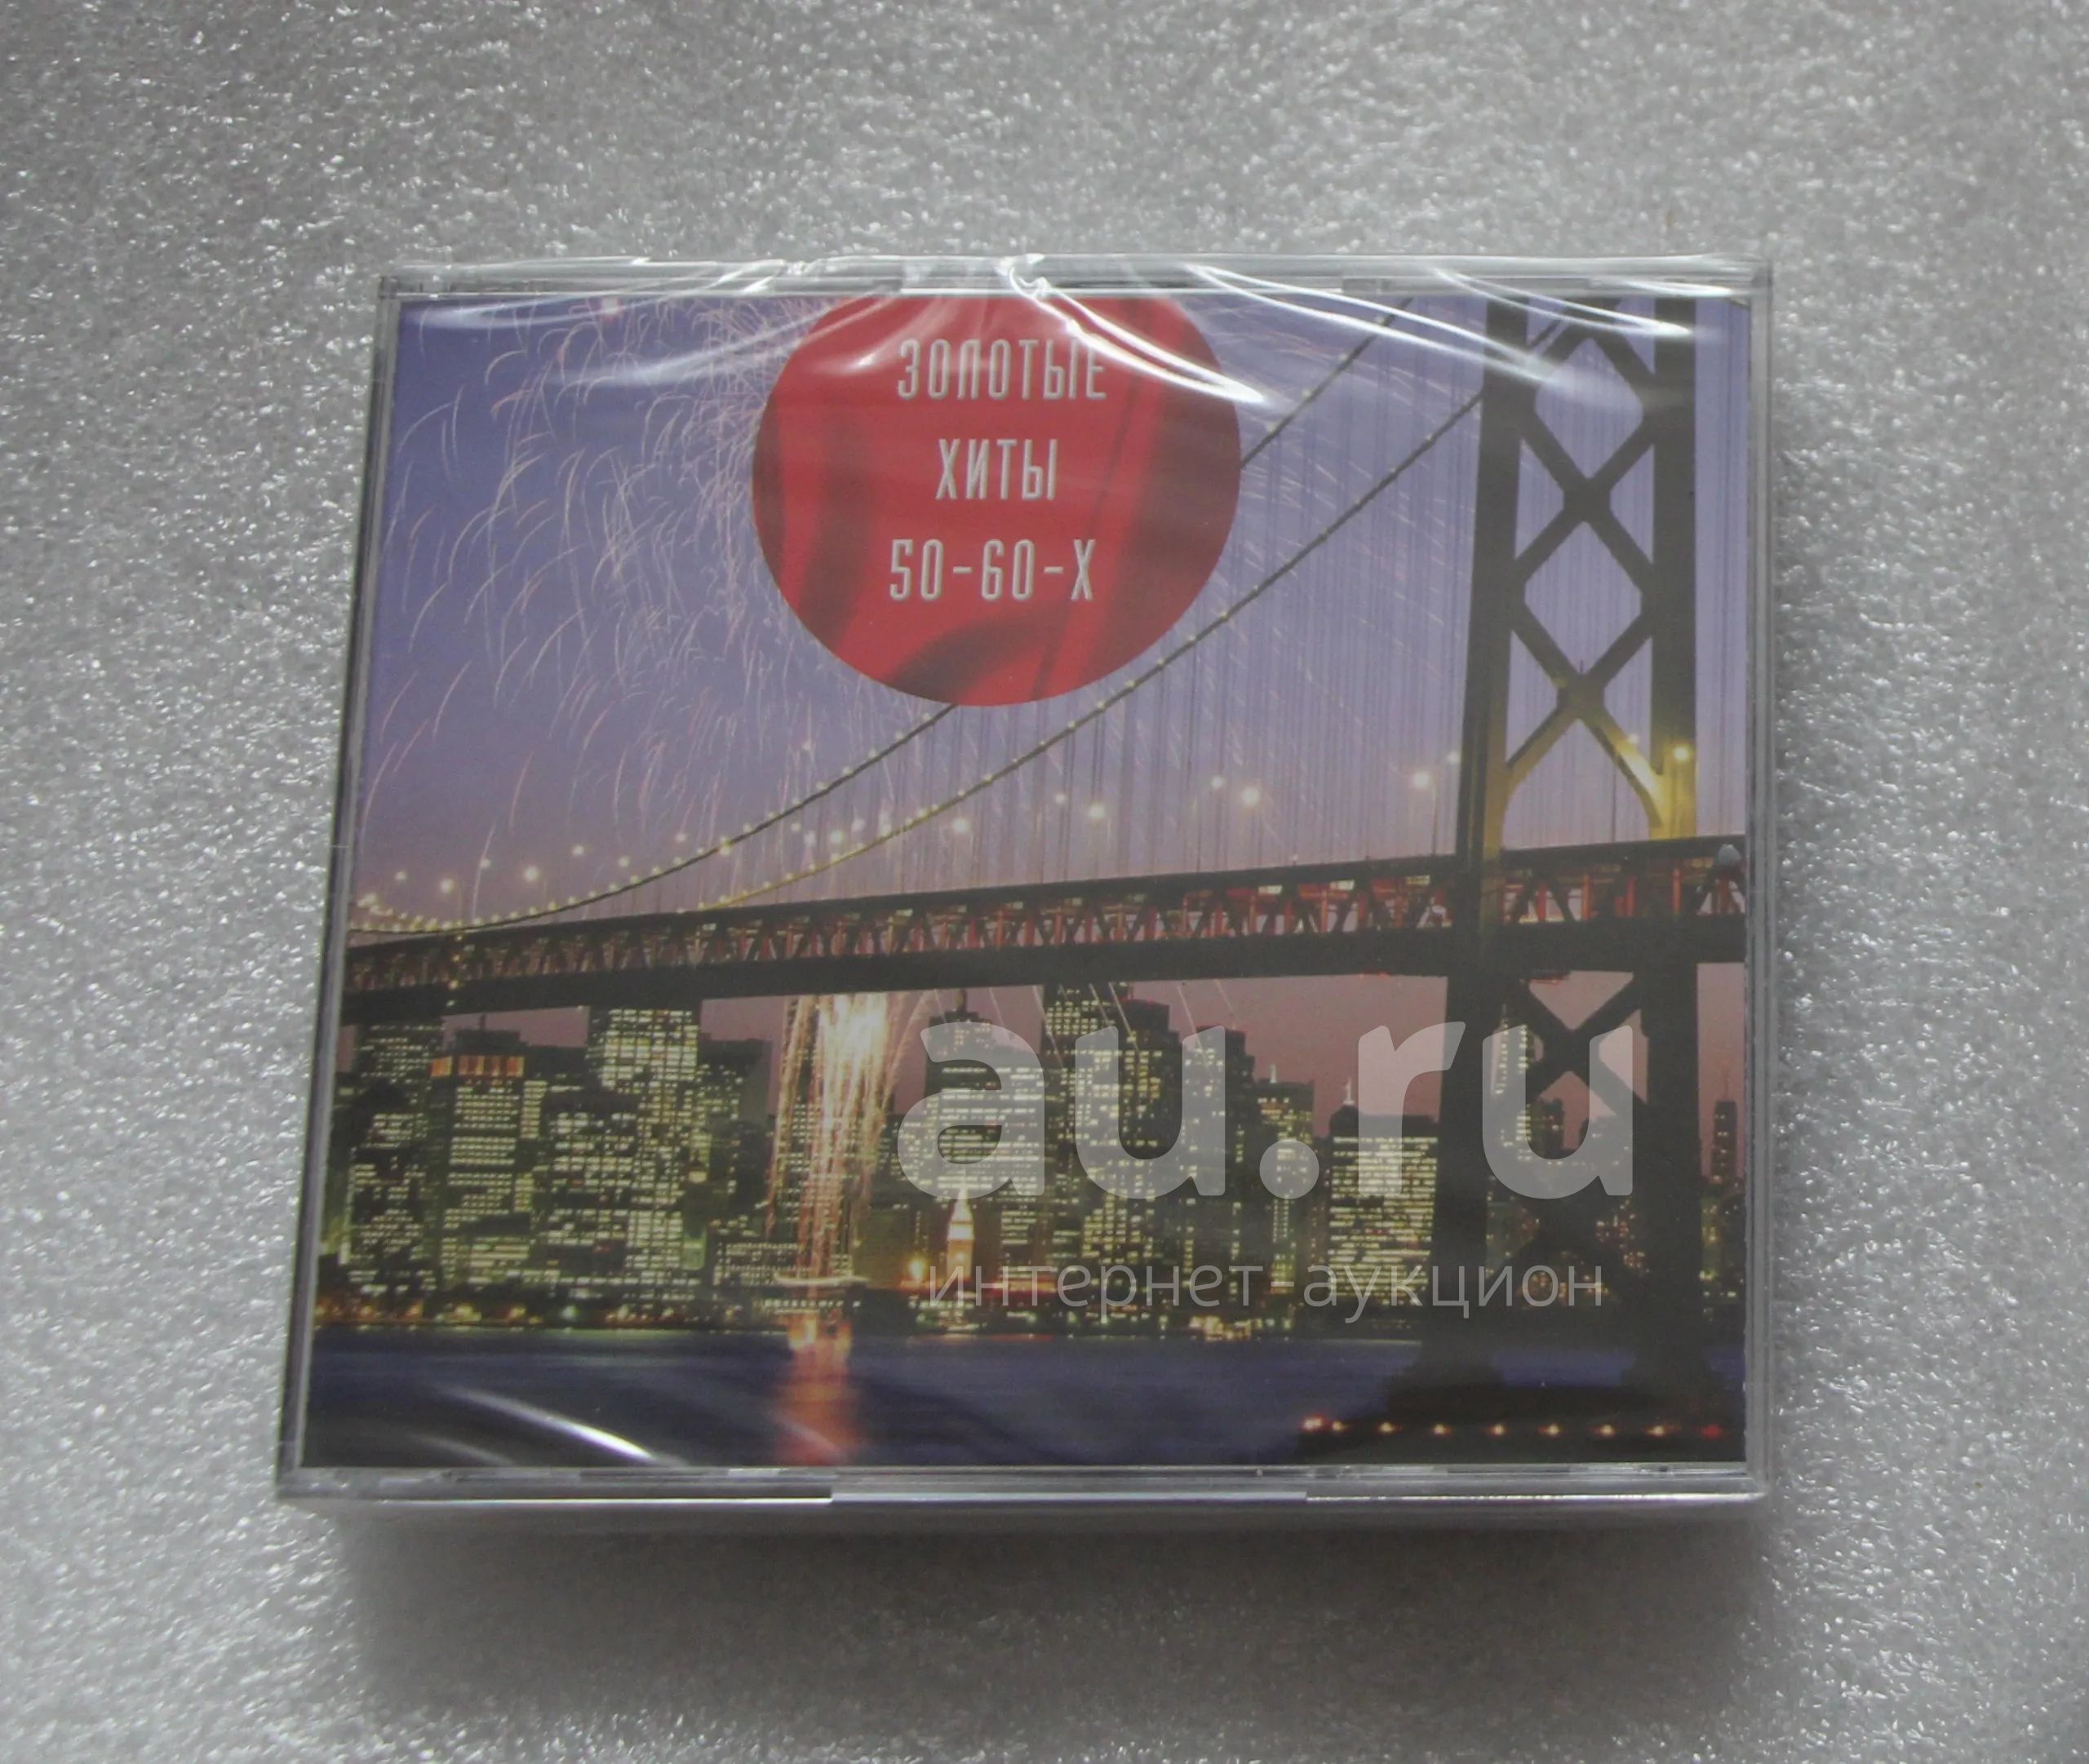 ЗОЛОТЫЕ
ХИТЫ
50-60-Х
au.ru
интернет-аукцион